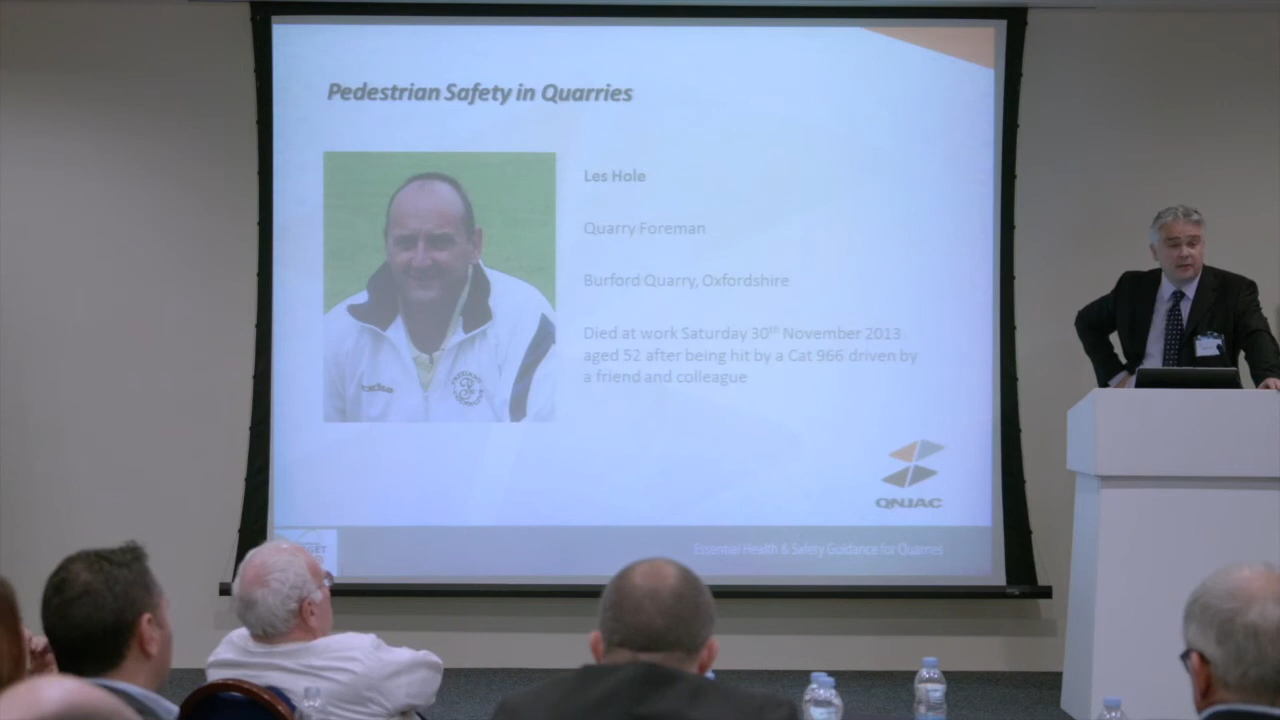 Pedestrian Safety in Quarries
Les Hole
Quarry Foreman
Burford Quarry, Oxfordshire
Died at work Saturday 30th November 2013
aged 52 after being hit by a Cat 966 driven by
a friend and colleague
QNJAC
Essential Health & Safety Guidance for Quarries